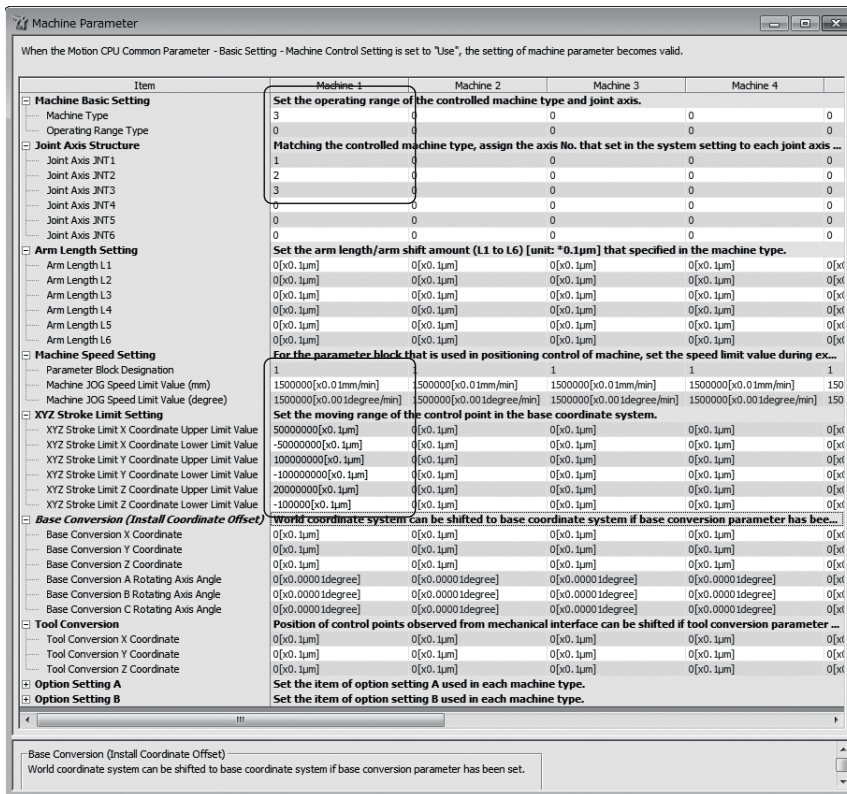 Machine Parameter
When the Motion CPU Common Parameter - Basic Setting - Machine Control Setting is set to "Use", the setting of machine parameter becomes valid.
Item Machine 1 Machine 2 Machine 3 Machine 4
Machine Basic Setting Set the operating range of the controlled machine type and joint axis.
Machine Type 3 0 0 0 0
Operating Range Type 0 0 0 0 0
Joint Axis Structure Matching the controlled machine type, assign the axis No. that set in the system setting to each joint axis ...
Joint Axis JNT1 1 0 0 0 0
Joint Axis JNT2 2 0 0 0 0
Joint Axis JNT3 3 0 0 0 0
Joint Axis JNT4 0 0 0 0 0
Joint Axis JNT5 0 0 0 0 0
Joint Axis JNT6 0 0 0 0 0
Arm Length Setting Set the arm length/arm shift amount (L1 to L6) [unit: *0.1μm] that specified in the machine type.
Arm Length L1 0[x0.1μm] 0[x0.1μm] 0[x0.1μm] 0[x0.1μm] 0[x
Arm Length L2 0[x0.1μm] 0[x0.1μm] 0[x0.1μm] 0[x0.1μm] 0[x
Arm Length L3 0[x0.1μm] 0[x0.1μm] 0[x0.1μm] 0[x0.1μm] 0[x
Arm Length L4 0[x0.1μm] 0[x0.1μm] 0[x0.1μm] 0[x0.1μm] 0[x
Arm Length L5 0[x0.1μm] 0[x0.1μm] 0[x0.1μm] 0[x0.1μm] 0[x
Arm Length L6 0[x0.1μm] 0[x0.1μm] 0[x0.1μm] 0[x0.1μm] 0[x
Machine Speed Setting For the parameter block that is used in positioning control of machine, set the speed limit value during ex...
Parameter Block Designation 1 1 1 1 1
Machine JOG Speed Limit Value (mm) 1500000[x0.01mm/min] 1500000[x0.01mm/min] 1500000[x0.01mm/min] 1500000[x0.01mm/min] 150
Machine JOG Speed Limit Value (degree) 1500000[x0.001degree/min] 1500000[x0.001degree/min] 1500000[x0.001degree/min] 1500000[x0.001degree/min] 150
XYZ Stroke Limit Setting Set the moving range of the control point in the base coordinate system.
XYZ Stroke Limit X Coordinate Upper Limit Value 50000000[x0.1μm] 0[x0.1μm] 0[x0.1μm] 0[x0.1μm] 0[x
XYZ Stroke Limit X Coordinate Lower Limit Value -50000000[x0.1μm] 0[x0.1μm] 0[x0.1μm] 0[x0.1μm] 0[x
XYZ Stroke Limit Y Coordinate Upper Limit Value 100000000[x0.1μm] 0[x0.1μm] 0[x0.1μm] 0[x0.1μm] 0[x
XYZ Stroke Limit Y Coordinate Lower Limit Value -100000000[x0.1μm] 0[x0.1μm] 0[x0.1μm] 0[x0.1μm] 0[x
XYZ Stroke Limit Z Coordinate Upper Limit Value 20000000[x0.1μm] 0[x0.1μm] 0[x0.1μm] 0[x0.1μm] 0[x
XYZ Stroke Limit Z Coordinate Lower Limit Value -100000[x0.1μm] 0[x0.1μm] 0[x0.1μm] 0[x0.1μm] 0[x
Base Conversion (Install Coordinate Offset) World coordinate system can be shifted to base coordinate system if base conversion parameter has bee...
Base Conversion X Coordinate 0[x0.1μm] 0[x0.1μm] 0[x0.1μm] 0[x0.1μm] 0[x
Base Conversion Y Coordinate 0[x0.1μm] 0[x0.1μm] 0[x0.1μm] 0[x0.1μm] 0[x
Base Conversion Z Coordinate 0[x0.1μm] 0[x0.1μm] 0[x0.1μm] 0[x0.1μm] 0[x
Base Conversion A Rotating Axis Angle 0[x0.00001degree] 0[x0.00001degree] 0[x0.00001degree] 0[x0.00001degree] 0[x
Base Conversion B Rotating Axis Angle 0[x0.00001degree] 0[x0.00001degree] 0[x0.00001degree] 0[x0.00001degree] 0[x
Base Conversion C Rotating Axis Angle 0[x0.00001degree] 0[x0.00001degree] 0[x0.00001degree] 0[x0.00001degree] 0[x
Tool Conversion Position of control points observed from mechanical interface can be shifted if tool conversion parameter ...
Tool Conversion X Coordinate 0[x0.1μm] 0[x0.1μm] 0[x0.1μm] 0[x0.1μm] 0[x
Tool Conversion Y Coordinate 0[x0.1μm] 0[x0.1μm] 0[x0.1μm] 0[x0.1μm] 0[x
Tool Conversion Z Coordinate 0[x0.1μm] 0[x0.1μm] 0[x0.1μm] 0[x0.1μm] 0[x
Option Setting A Set the item of option setting A used in each machine type.
Option Setting B Set the item of option setting B used in each machine type.
Base Conversion (Install Coordinate Offset)
World coordinate system can be shifted to base coordinate system if base conversion parameter has been set.